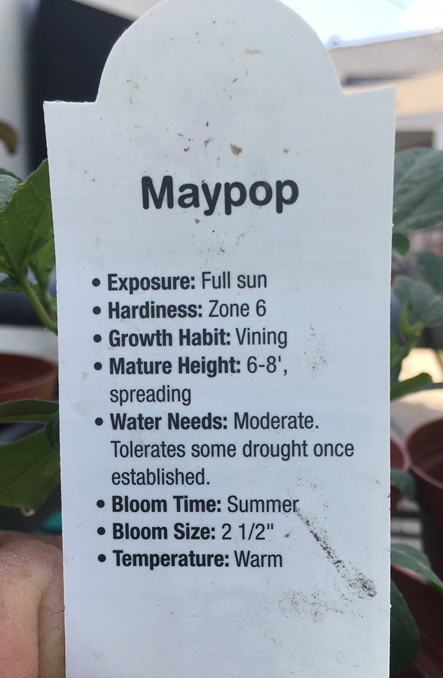 Maypop
• Exposure: Full sun
• Hardiness: Zone 6
• Growth Habit: Vining
• Mature Height: 6-8',
spreading
• Water Needs: Moderate.
Tolerates some drought once
established.
• Bloom Time: Summer
• Bloom Size: 2 1/2"
• Temperature: Warm